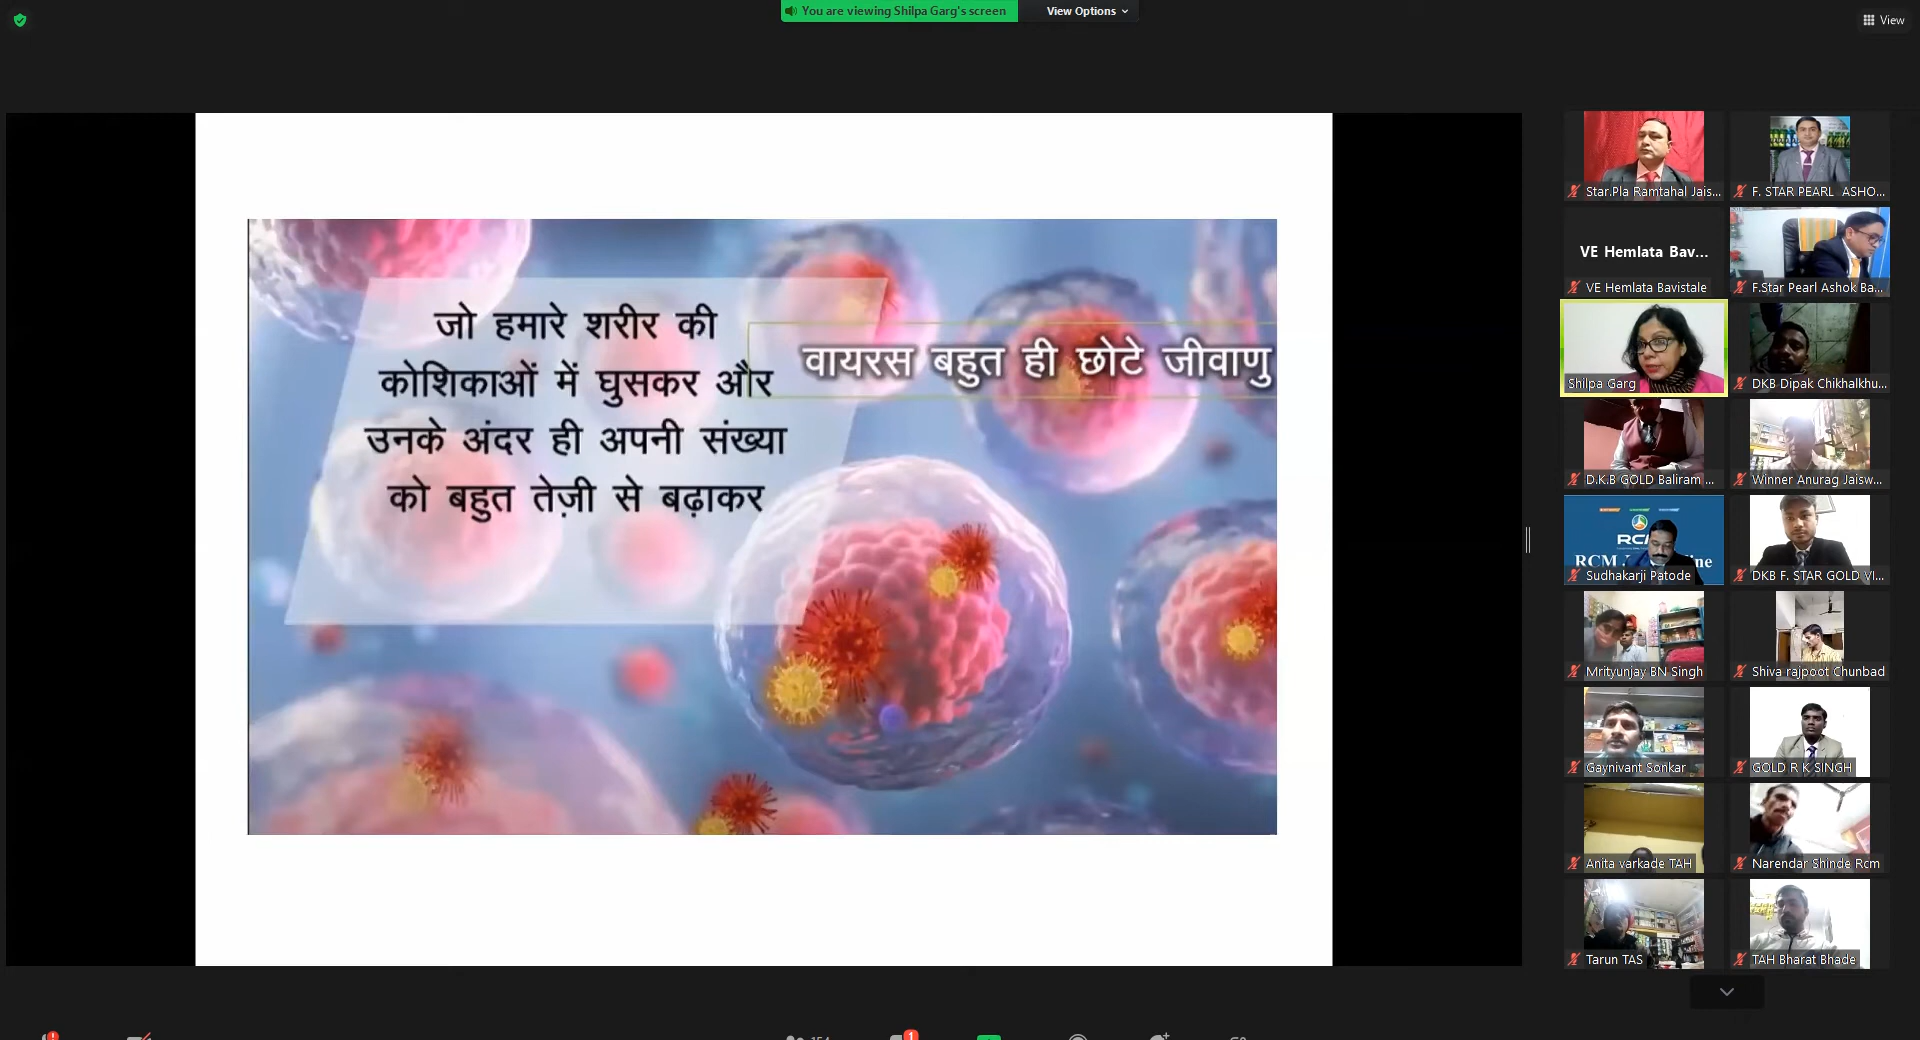 You are viewing Shilpa Garg's screen
View Options
View
जो हमारे शरीर की
कोशिकाओं में घुसकर और
उनके अंदर ही अपनी संख्या
को बहुत तेज़ी से बढ़ाकर
वायरस बहुत ही छोटे जीवाणु
Star.Pla Ramtahal Jais...
F. STAR PEARL ASHO...
VE Hemlata Bav...
VE Hemlata Bavistale
F.Star Pearl Ashok Ba...
Shilpa Garg
DKB Dipak Chikhalkhu...
D.K.B GOLD Baliram ...
Winner Anurag Jaisw...
Sudhakarji Patode
DKB F. STAR GOLD VI...
Mrityunjay BN Singh
Shiva rajpoot Chunbad
Gaynivant Sonkar
GOLD R K SINGH
Anita varkade TAH
Narendar Shinde Rcm
Tarun TAS
TAH Bharat Bhade
1